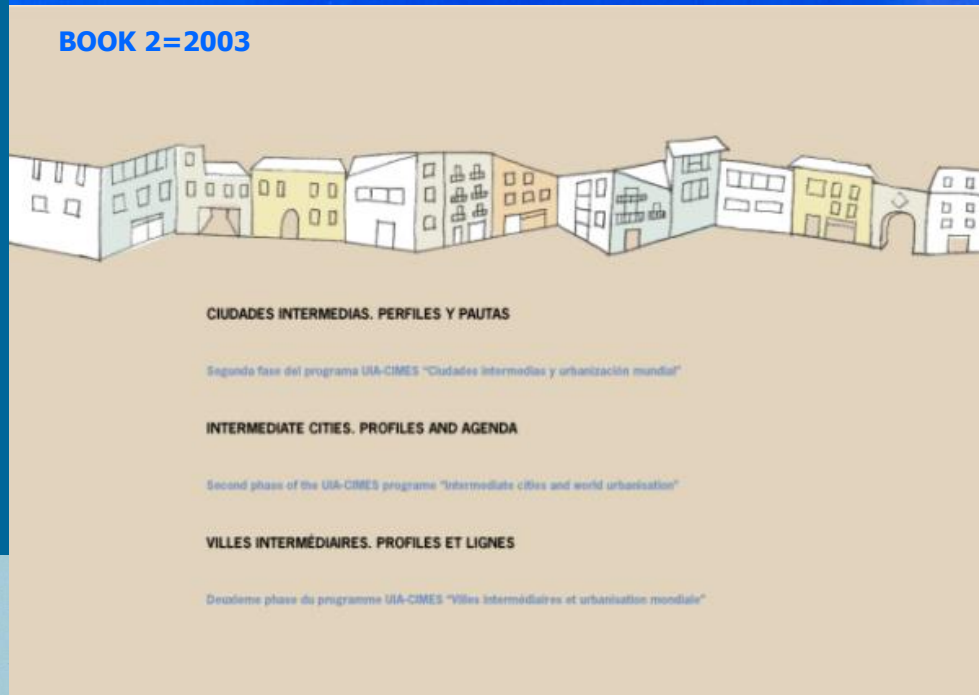 BOOK 2=2003
CIUDADES INTERMEDIAS. PERFILES Y PAUTAS
Segunda fase del programa UIA-CIMES "Ciudades intermedias y urbanización mundial"
INTERMEDIATE CITIES. PROFILES AND AGENDA
Second phase of the UIA-CIMES programe "Intermediate cities and world urbanisation"
VILLES INTERMÉDIAIRES. PROFILES ET LIGNES
Deuxieme phase du programme UIA-CIMES "Villes intermédiaires et urbanisation mondiale"